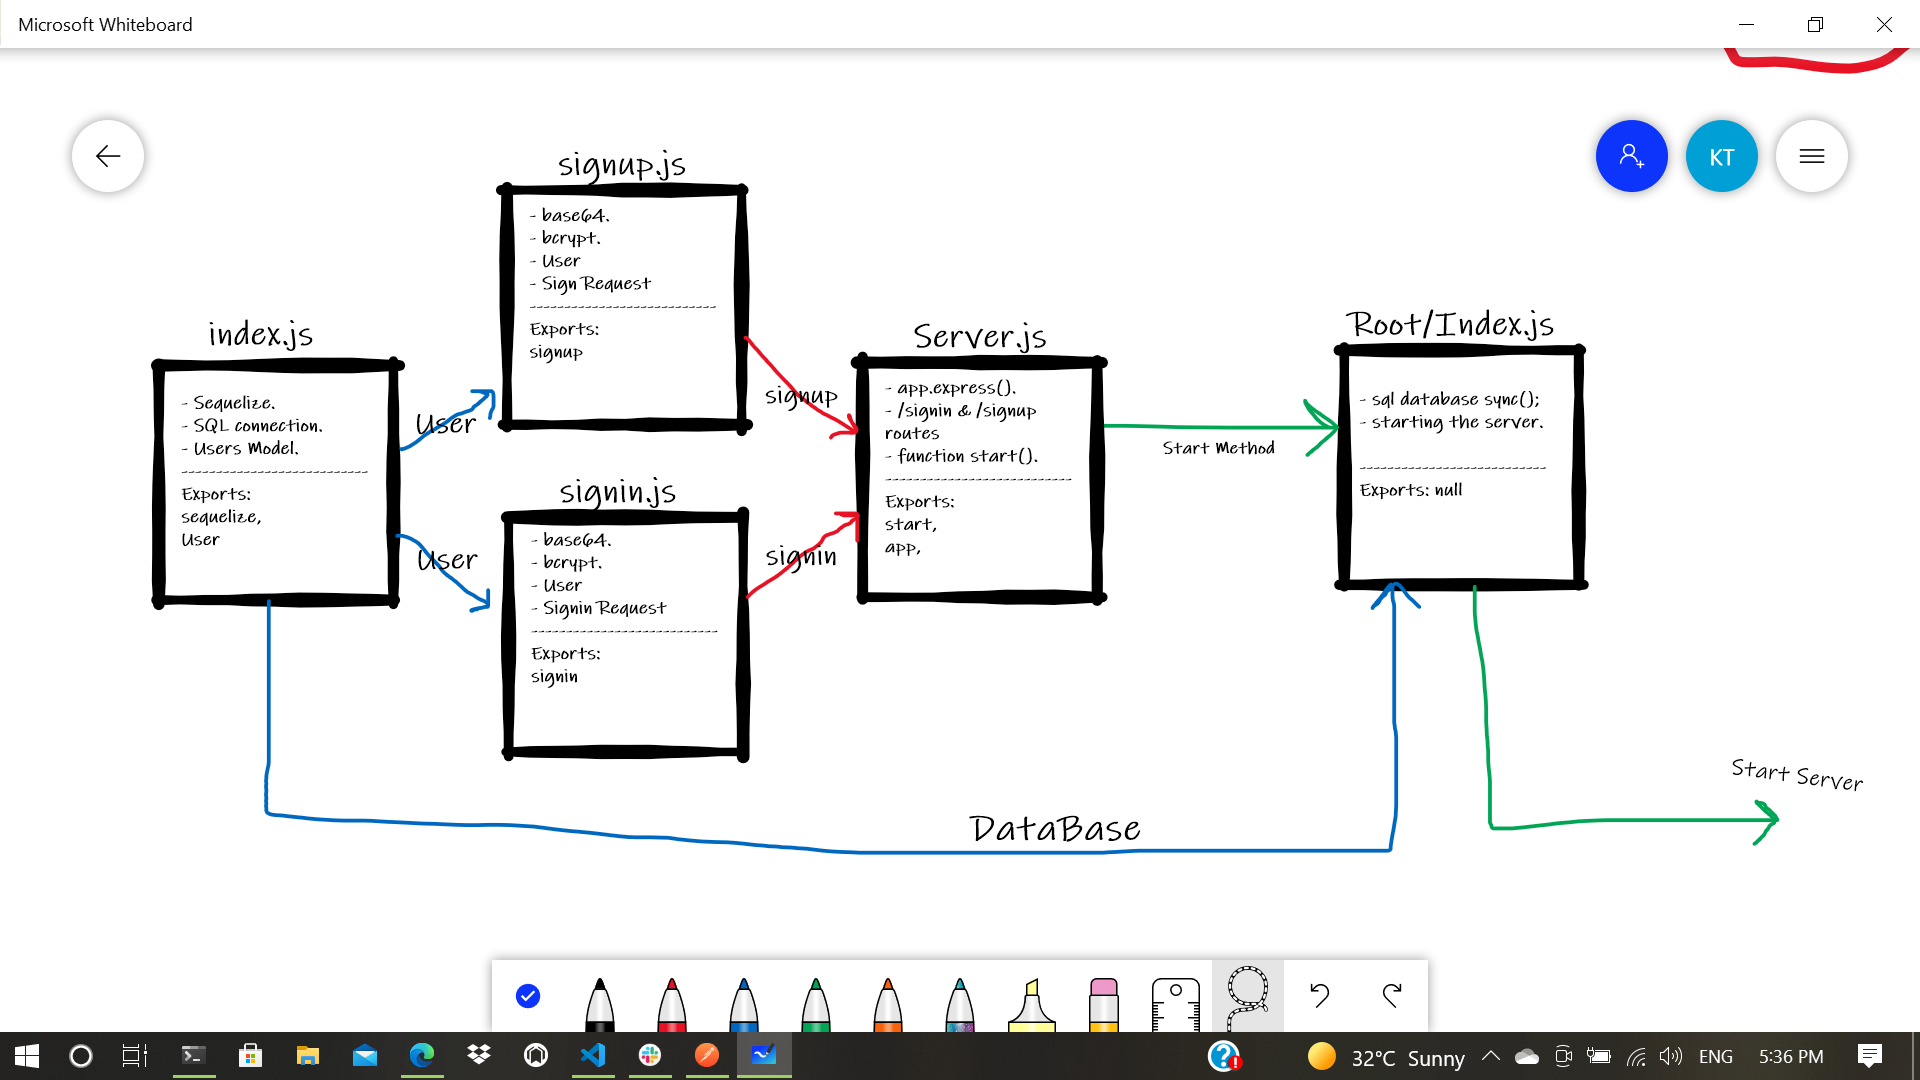 Microsoft Whiteboard
KT
signup.js
- base64.
- bcrypt.
- User
- Sign Request
---------------------------
Exports:
signup
index.js
- Sequelize.
- SQL connection.
- Users Model.
---------------------------
Exports:
sequelize,
User
User
User
signin.js
- base64.
- bcrypt.
- User
- Signin Request
---------------------------
Exports:
signin
signup
signin
Server.js
- app.express().
- /signin & /signup
routes
- function start().
---------------------------
Exports:
start,
app,
Start Method
Root/Index.js
- sql database sync();
- starting the server.
---------------------------
Exports: null
DataBase
Start Server
32°C Sunny
ENG
5:36 PM